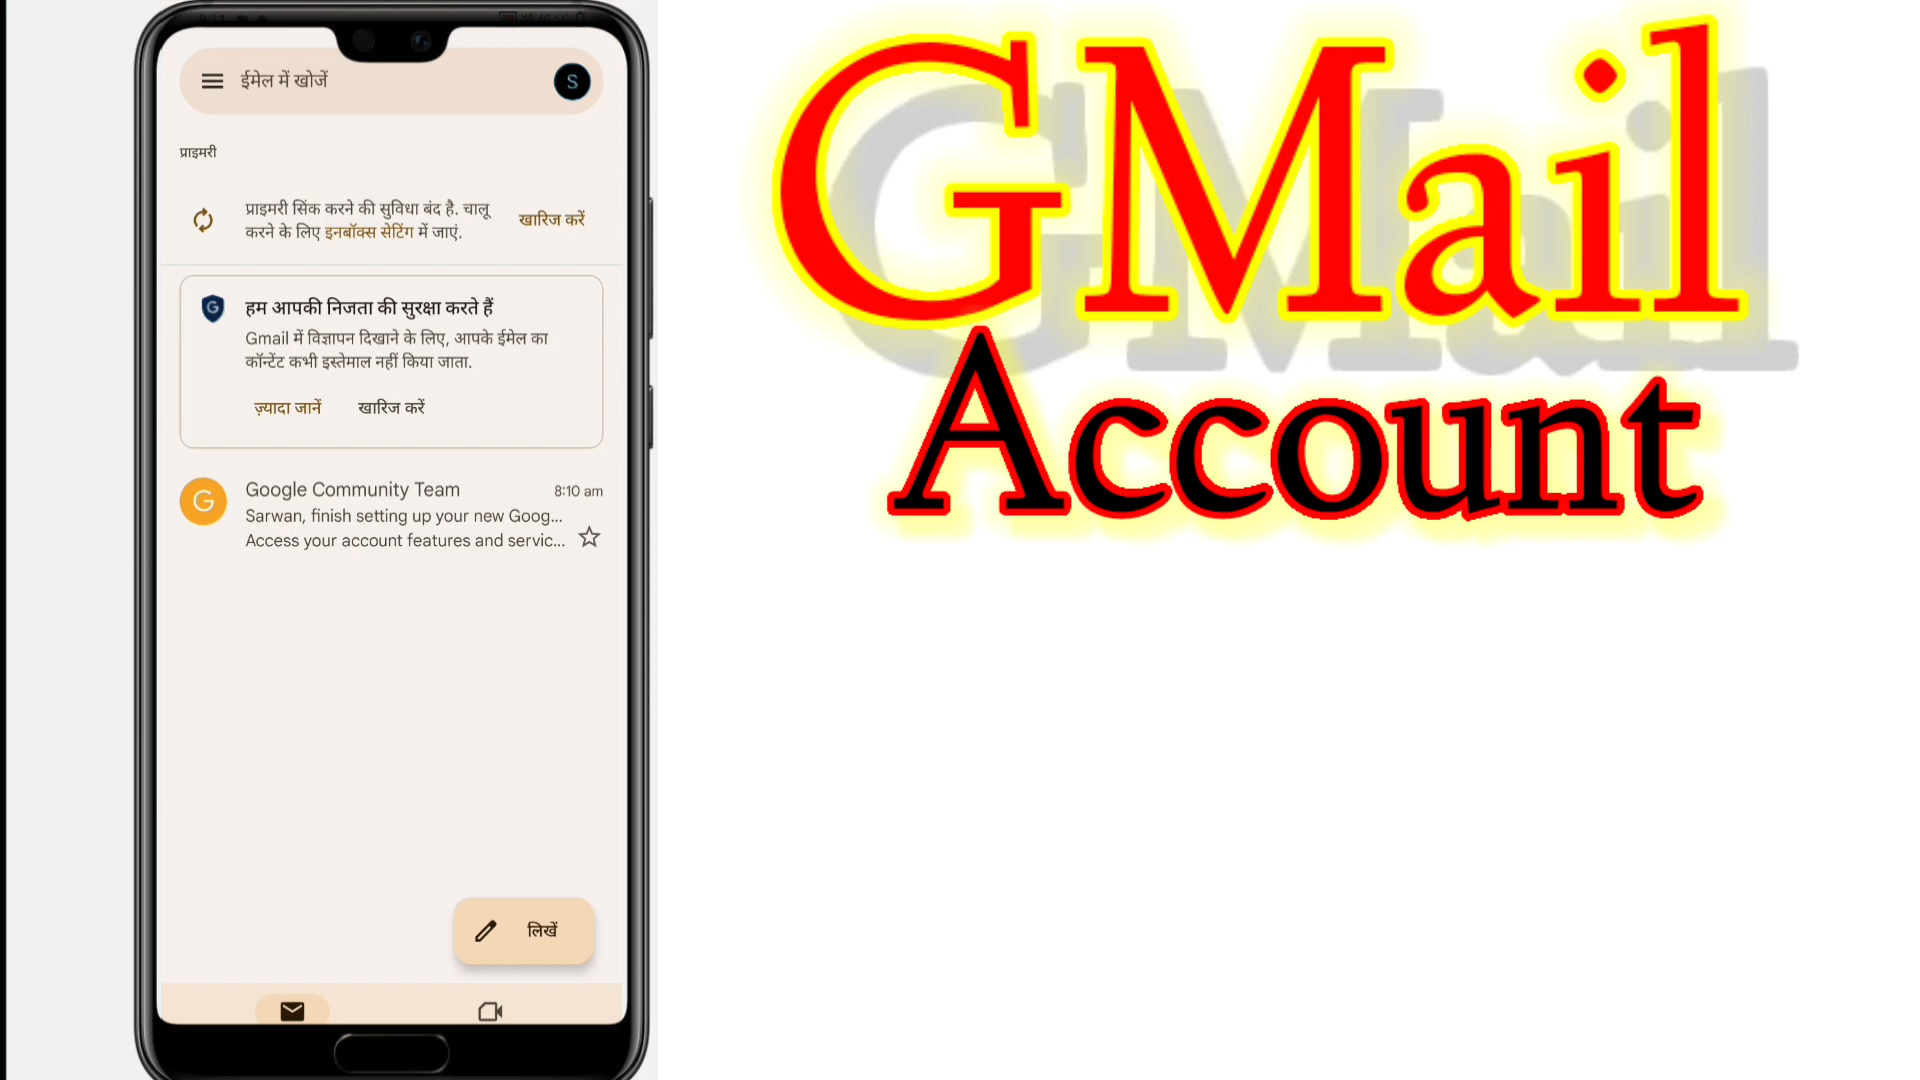 ईमेल में खोजें
S
प्राइमरी
प्राइमरी सिंक करने की सुविधा बंद है. चालू
करने के लिए इनबॉक्स सेटिंग में जाएं.
खारिज करें
G
हम आपकी निजता की सुरक्षा करते हैं
Gmail में विज्ञापन दिखाने के लिए, आपके ईमेल का
कॉन्टेंट कभी इस्तेमाल नहीं किया जाता.
ज़्यादा जानें
खारिज करें
G
Google Community Team
8:10 am
Sarwan, finish setting up your new Goog...
Access your account features and servic...
लिखें
GMail
Account